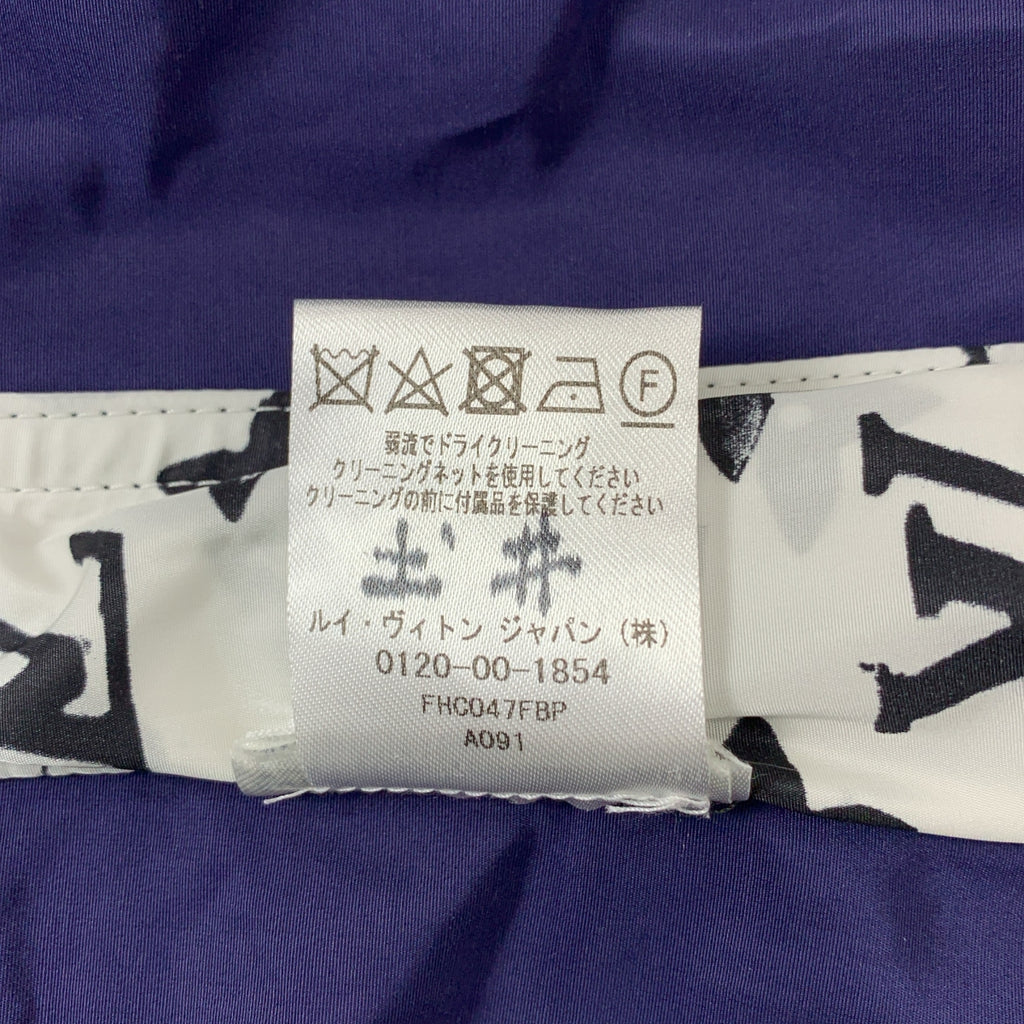 F
弱流でドライクリーニング
クリーニングネットを使用してください
クリーニングの前に付属品を保護してください
土井
ルイ・ヴィトン ジャパン (株)
0120-00-1854
FHC047FBP
A091